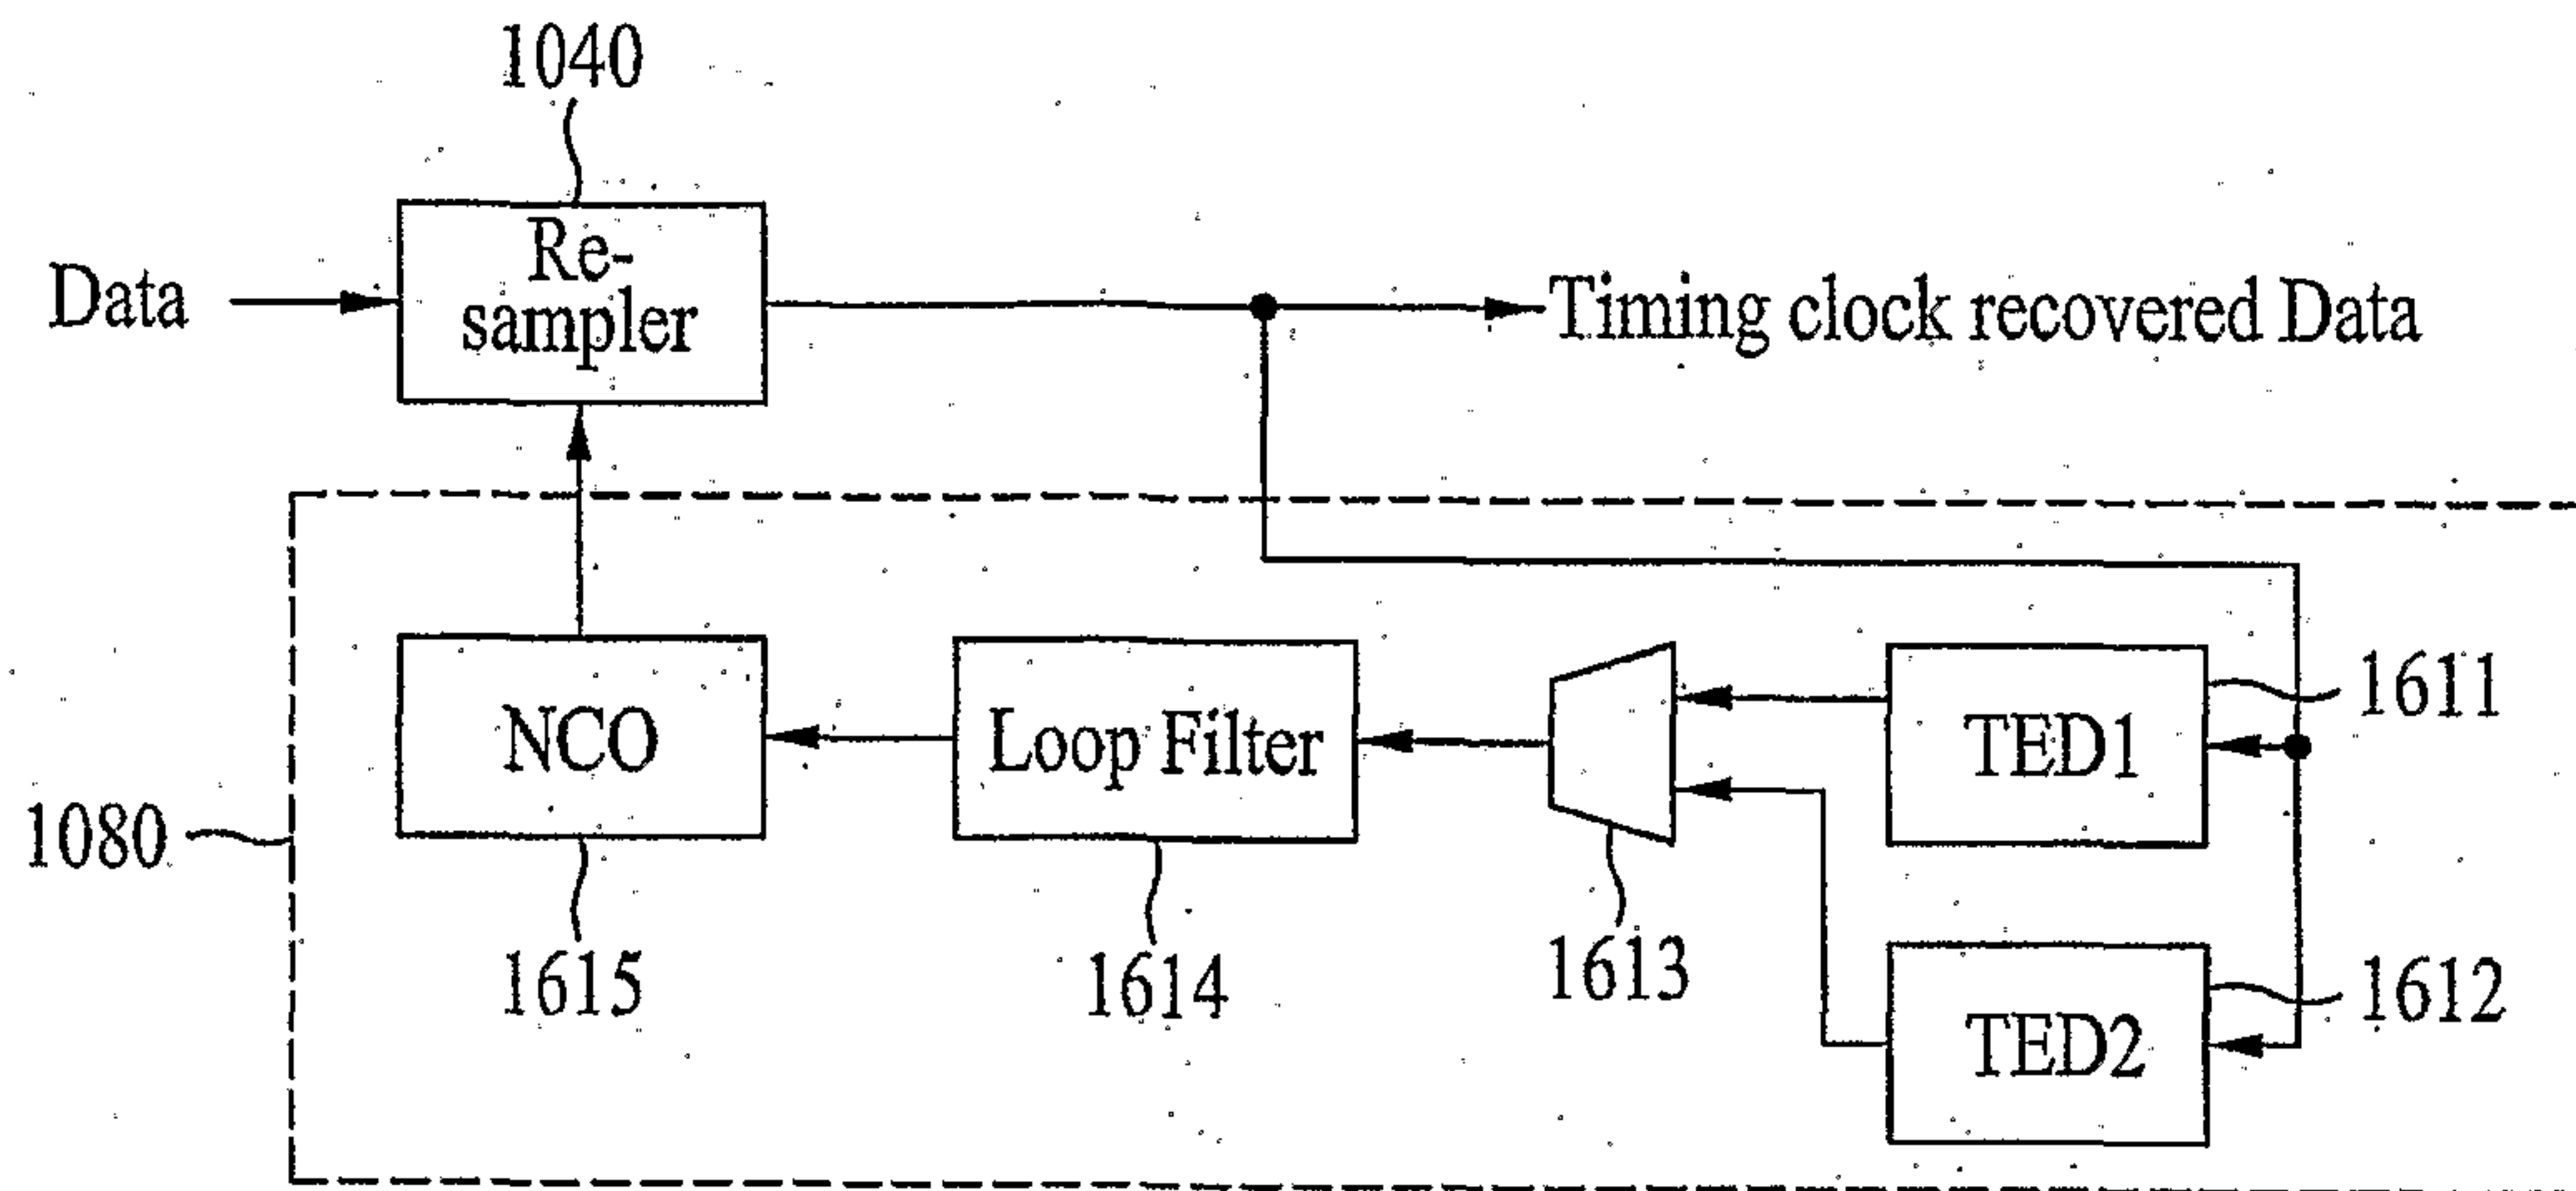 1040
Re-
sampler
Data
Timing clock recovered Data
NCO
Loop Filter
TED1
1611
1080
1615
1614
1613
TED2
1612